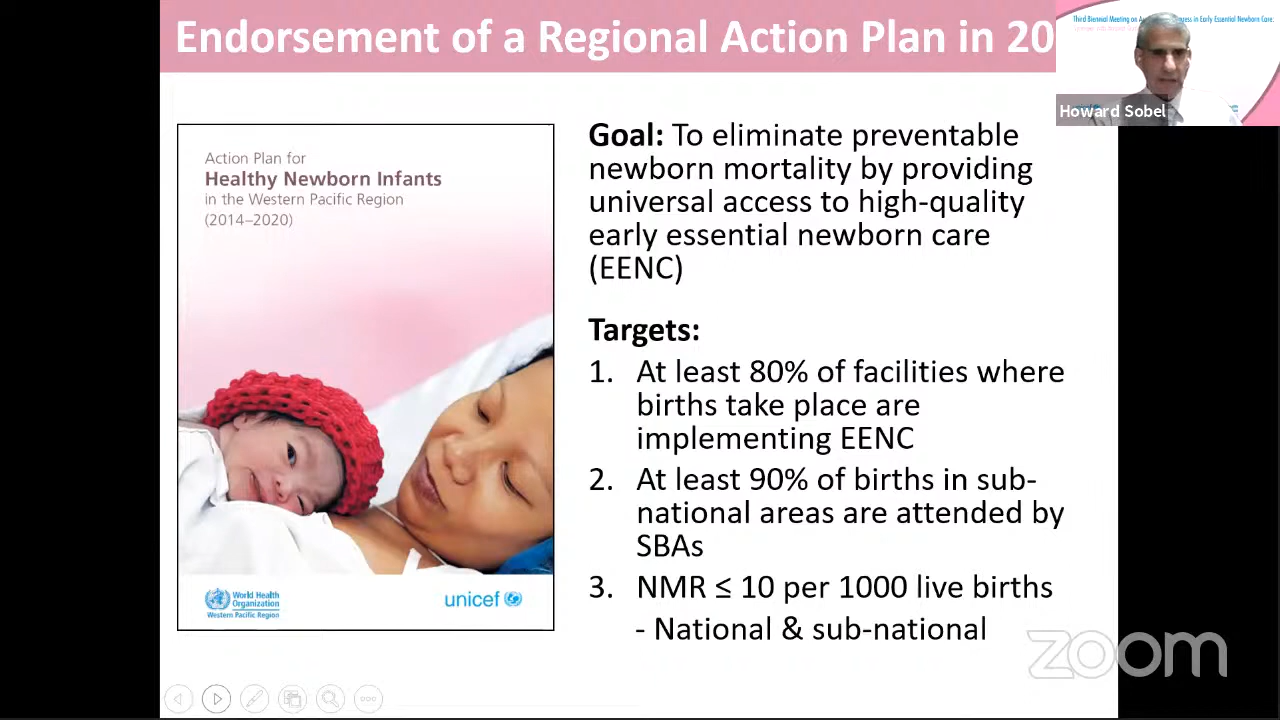 Endorsement of a Regional Action Plan in 20
Third Biennial Meeting on
in Early Essential Newborn Care:
Howard Sobel
Action Plan for
Healthy Newborn Infants
in the Western Pacific Region
(2014–2020)
World Health
Organization
Western Pacific Region
unicef
Goal: To eliminate preventable
newborn mortality by providing
universal access to high-quality
early essential newborn care
(EENC)
Targets:
1. At least 80% of facilities where
births take place are
implementing EENC
2. At least 90% of births in sub-
national areas are attended by
SBAs
3. NMR ≤ 10 per 1000 live births
- National & sub-national
zoom